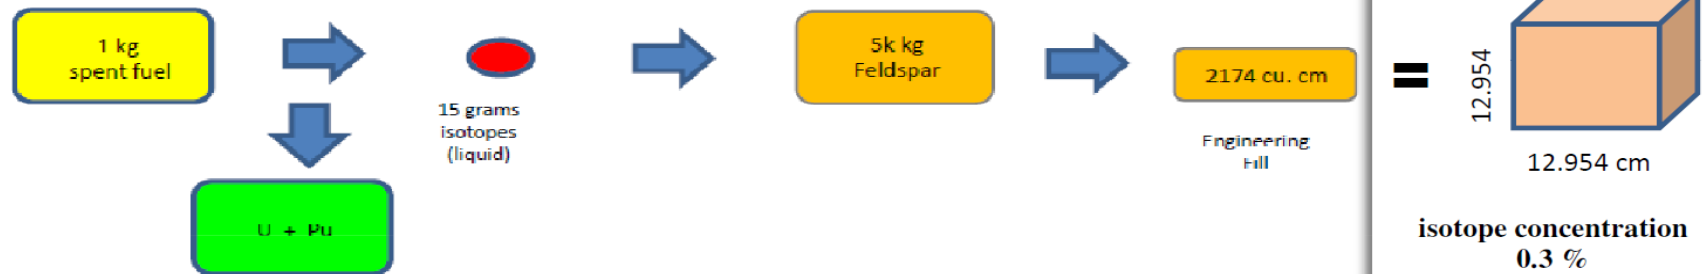 1 kg
spent fuel
15 grams
isotopes
(liquid)
U + Pu
5k kg
Feldspar
2174 cu. cm
Engineering
Fill
=
12.954
12.954 cm
isotope concentration
0.3 %